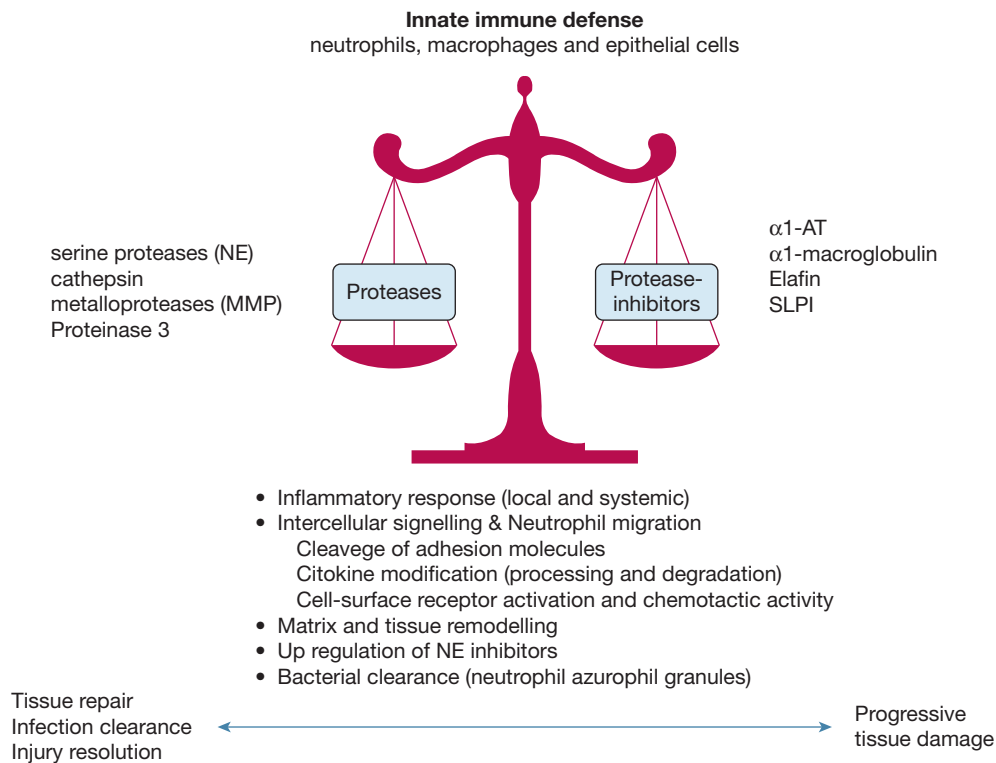 Innate immune defense
neutrophils, macrophages and epithelial cells
serine proteases (NE)
cathepsin
metalloproteases (MMP)
Proteinase 3
Proteases
Protease-
inhibitors
α1-AT
α1-macroglobulin
Elafin
SLPI
• Inflammatory response (local and systemic)
• Intercellular signelling & Neutrophil migration
Cleavege of adhesion molecules
Citokine modification (processing and degradation)
Cell-surface receptor activation and chemotactic activity
• Matrix and tissue remodelling
• Up regulation of NE inhibitors
• Bacterial clearance (neutrophil azurophil granules)
Tissue repair
Infection clearance
Injury resolution
Progressive
tissue damage